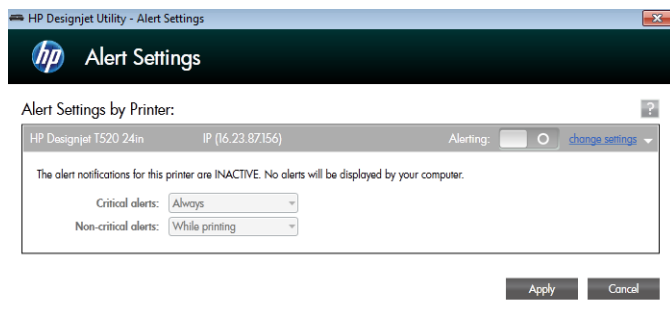 HP Designjet Utility - Alert Settings
hp Alert Settings
Alert Settings by Printer:
?
HP Designjet T520 24in IP (16.23.87.156) Alerting: O change settings
The alert notifications for this printer are INACTIVE. No alerts will be displayed by your computer.
Critical alerts: Always
Non-critical alerts: While printing
Apply Cancel